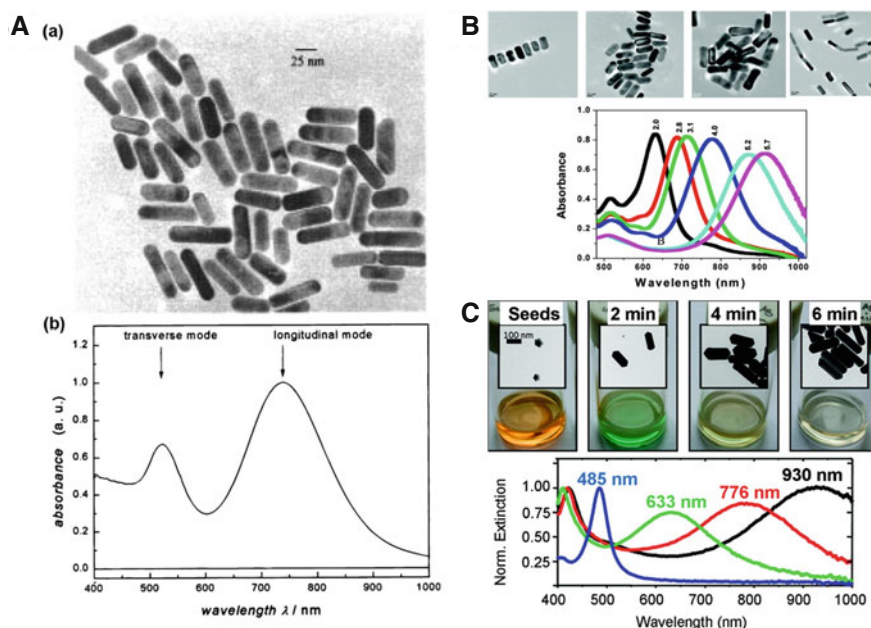 A
(a)
25 nm
(b)
transverse mode
longitudinal mode
1.2
1.0
0.8
0.6
0.4
0.2
0.0
absorbance (a. u.)
400 500 600 700 800 900 1000
wavelength λ / nm
B
2.0
2.8
3.1
4.0
5.2
5.7
0.8
0.6
0.4
0.2
0.0
Absorbance
B
500 600 700 800 900 1000
Wavelength (nm)
C
Seeds
2 min
4 min
6 min
100 nm
485 nm
633 nm
776 nm
930 nm
1.00
0.75
0.50
0.25
Norm. Extinction
400 500 600 700 800 900 1000
Wavelength (nm)